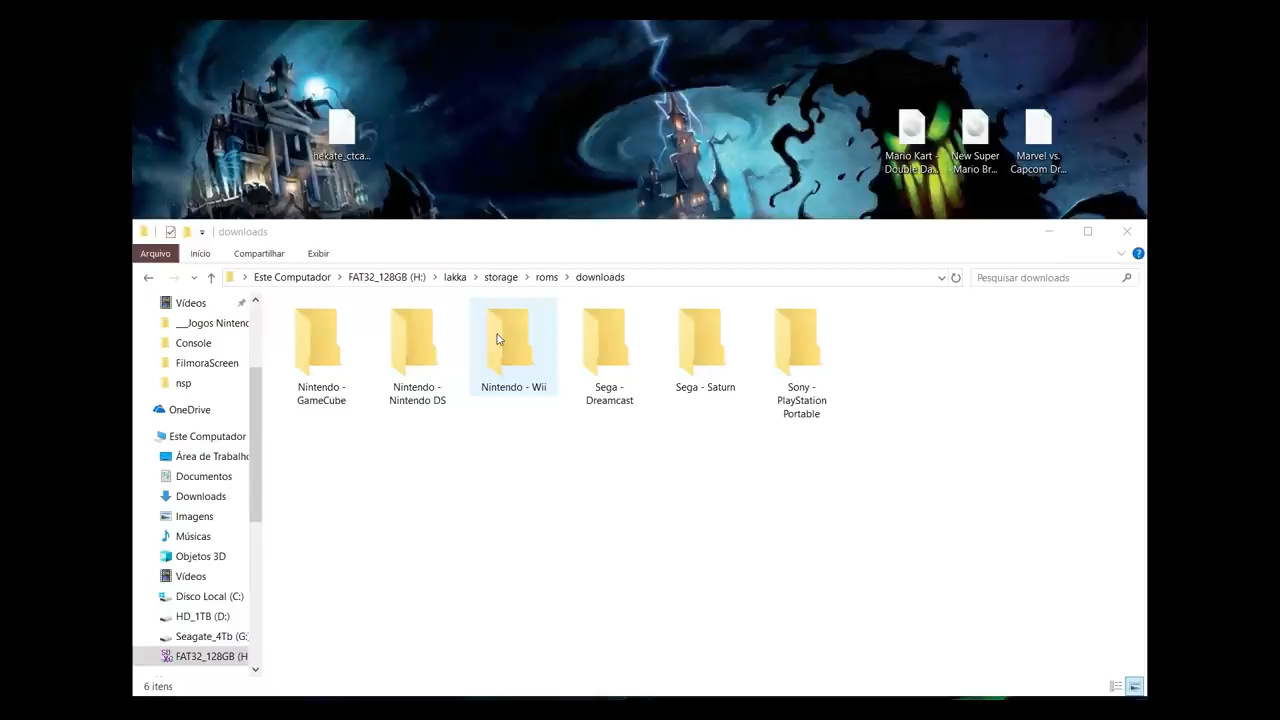 hekate_ctca...
Mario Kart -
Double Da...
New Super
Mario Br...
Marvel vs.
Capcom Dr...
downloads
Arquivo
Início
Compartilhar
Exibir
Este Computador
FAT32_128GB (H:)
lakka
storage
roms
downloads
Pesquisar downloads
Vídeos
___Jogos Nintenc
Console
FilmoraScreen
nsp
OneDrive
Este Computador
Área de Trabalho
Documentos
Downloads
Imagens
Músicas
Objetos 3D
Vídeos
Disco Local (C:)
HD_1TB (D:)
Seagate_4Tb (G:
FAT32_128GB (H
Nintendo -
GameCube
Nintendo -
Nintendo DS
Nintendo - Wii
Sega -
Dreamcast
Sega - Saturn
Sony -
PlayStation
Portable
6 itens